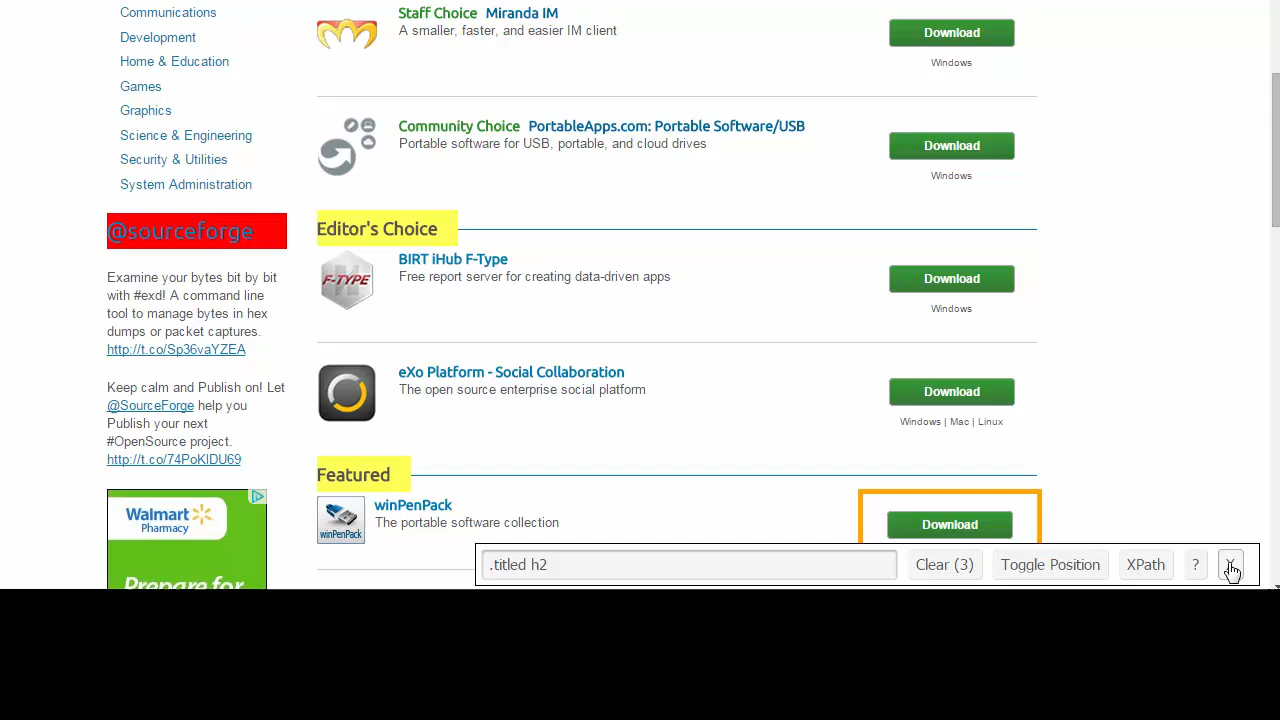 Communications
Development
Home & Education
Games
Graphics
Science & Engineering
Security & Utilities
System Administration
@sourceforge
Examine your bytes bit by bit
with #exd! A command line
tool to manage bytes in hex
dumps or packet captures.
http://t.co/Sp36vaYZEA
Keep calm and Publish on! Let
@SourceForge help you
Publish your next
#OpenSource project.
http://t.co/74PoKlDU69
Walmart
Pharmacy
Prepare for
Staff Choice Miranda IM
A smaller, faster, and easier IM client
Download
Windows
Community Choice PortableApps.com: Portable Software/USB
Portable software for USB, portable, and cloud drives
Download
Windows
Editor's Choice
F-TYPE
BIRT iHub F-Type
Free report server for creating data-driven apps
Download
Windows
eXo Platform - Social Collaboration
The open source enterprise social platform
Download
Windows | Mac | Linux
Featured
winPenPack
winPenPack
The portable software collection
Download
.titled h2
Clear (3)
Toggle Position
XPath
?
X